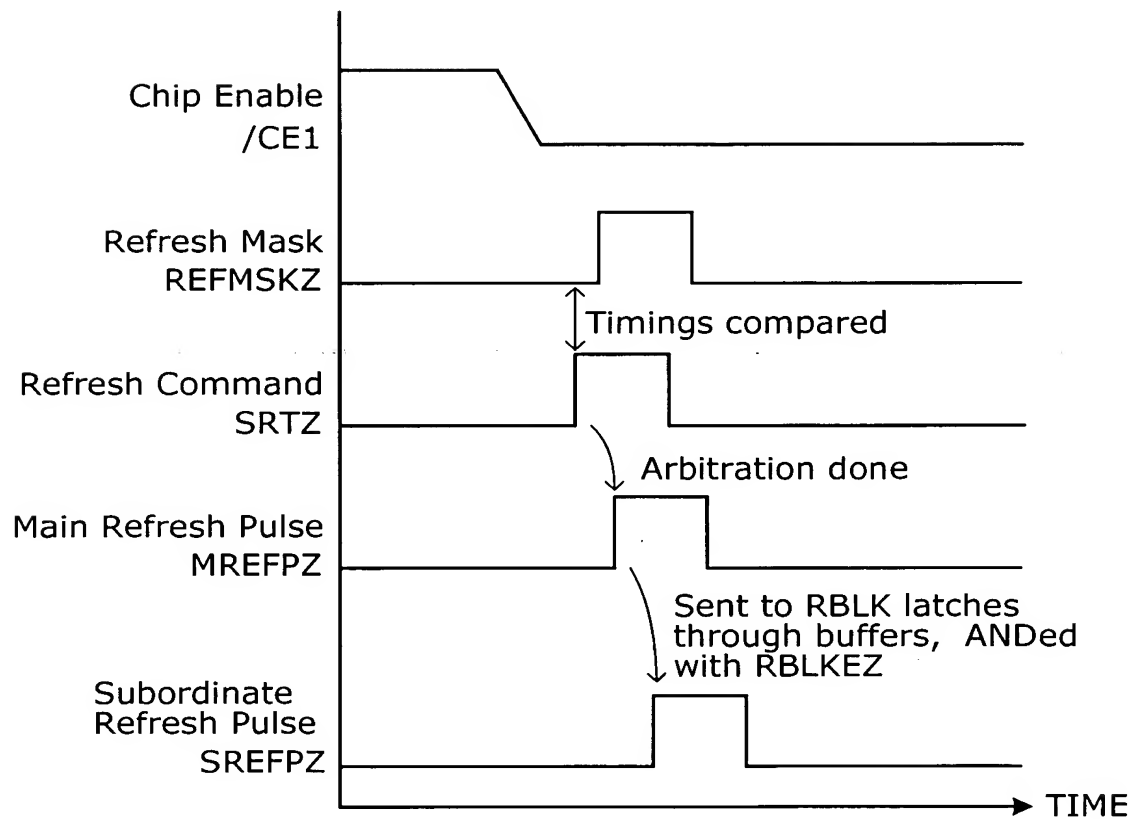 Chip Enable
/CE1
Refresh Mask
REFMSKZ
Timings compared
Refresh Command
SRTZ
Arbitration done
Main Refresh Pulse
MREFPZ
Sent to RBLK latches
through buffers, ANDed
with RBLKEZ
Subordinate
Refresh Pulse
SREFPZ
TIME